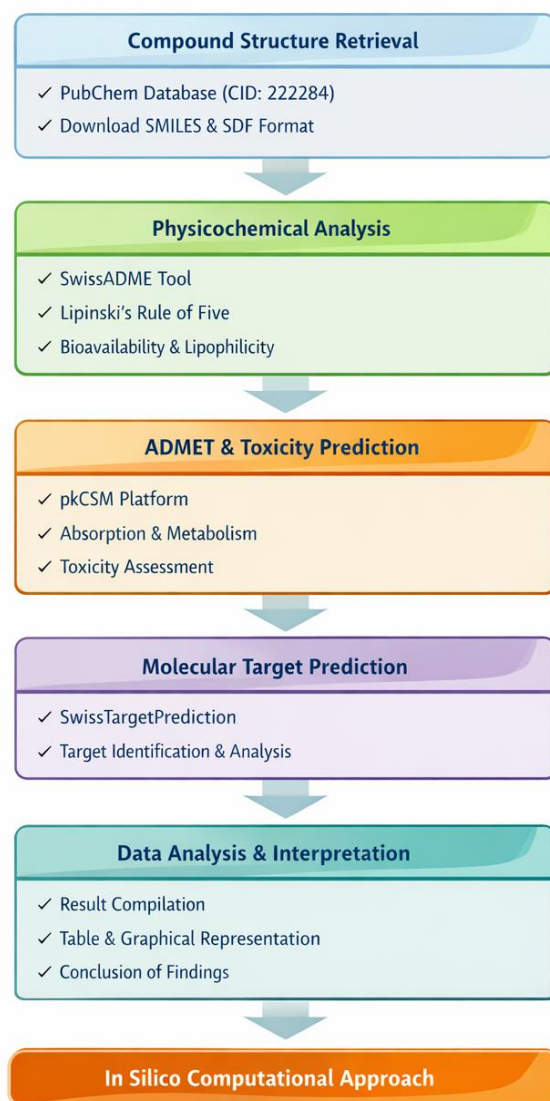 Compound Structure Retrieval
✓ PubChem Database (CID: 222284)
✓ Download SMILES & SDF Format
Physicochemical Analysis
✓ SwissADME Tool
✓ Lipinski's Rule of Five
✓ Bioavailability & Lipophilicity
ADMET & Toxicity Prediction
✓ pkCSM Platform
✓ Absorption & Metabolism
✓ Toxicity Assessment
Molecular Target Prediction
✓ SwissTargetPrediction
✓ Target Identification & Analysis
Data Analysis & Interpretation
✓ Result Compilation
✓ Table & Graphical Representation
✓ Conclusion of Findings
In Silico Computational Approach